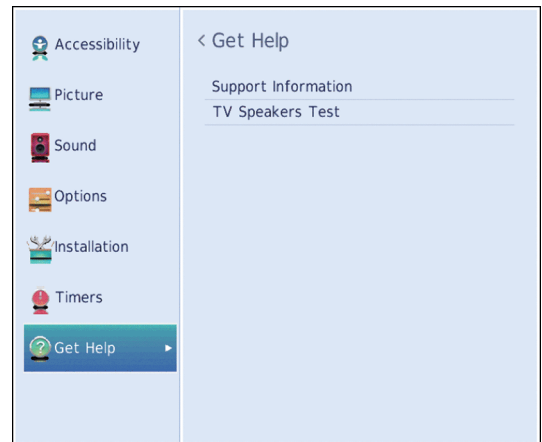 Accessibility
Picture
Sound
Options
Installation
Timers
Get Help
< Get Help
Support Information
TV Speakers Test